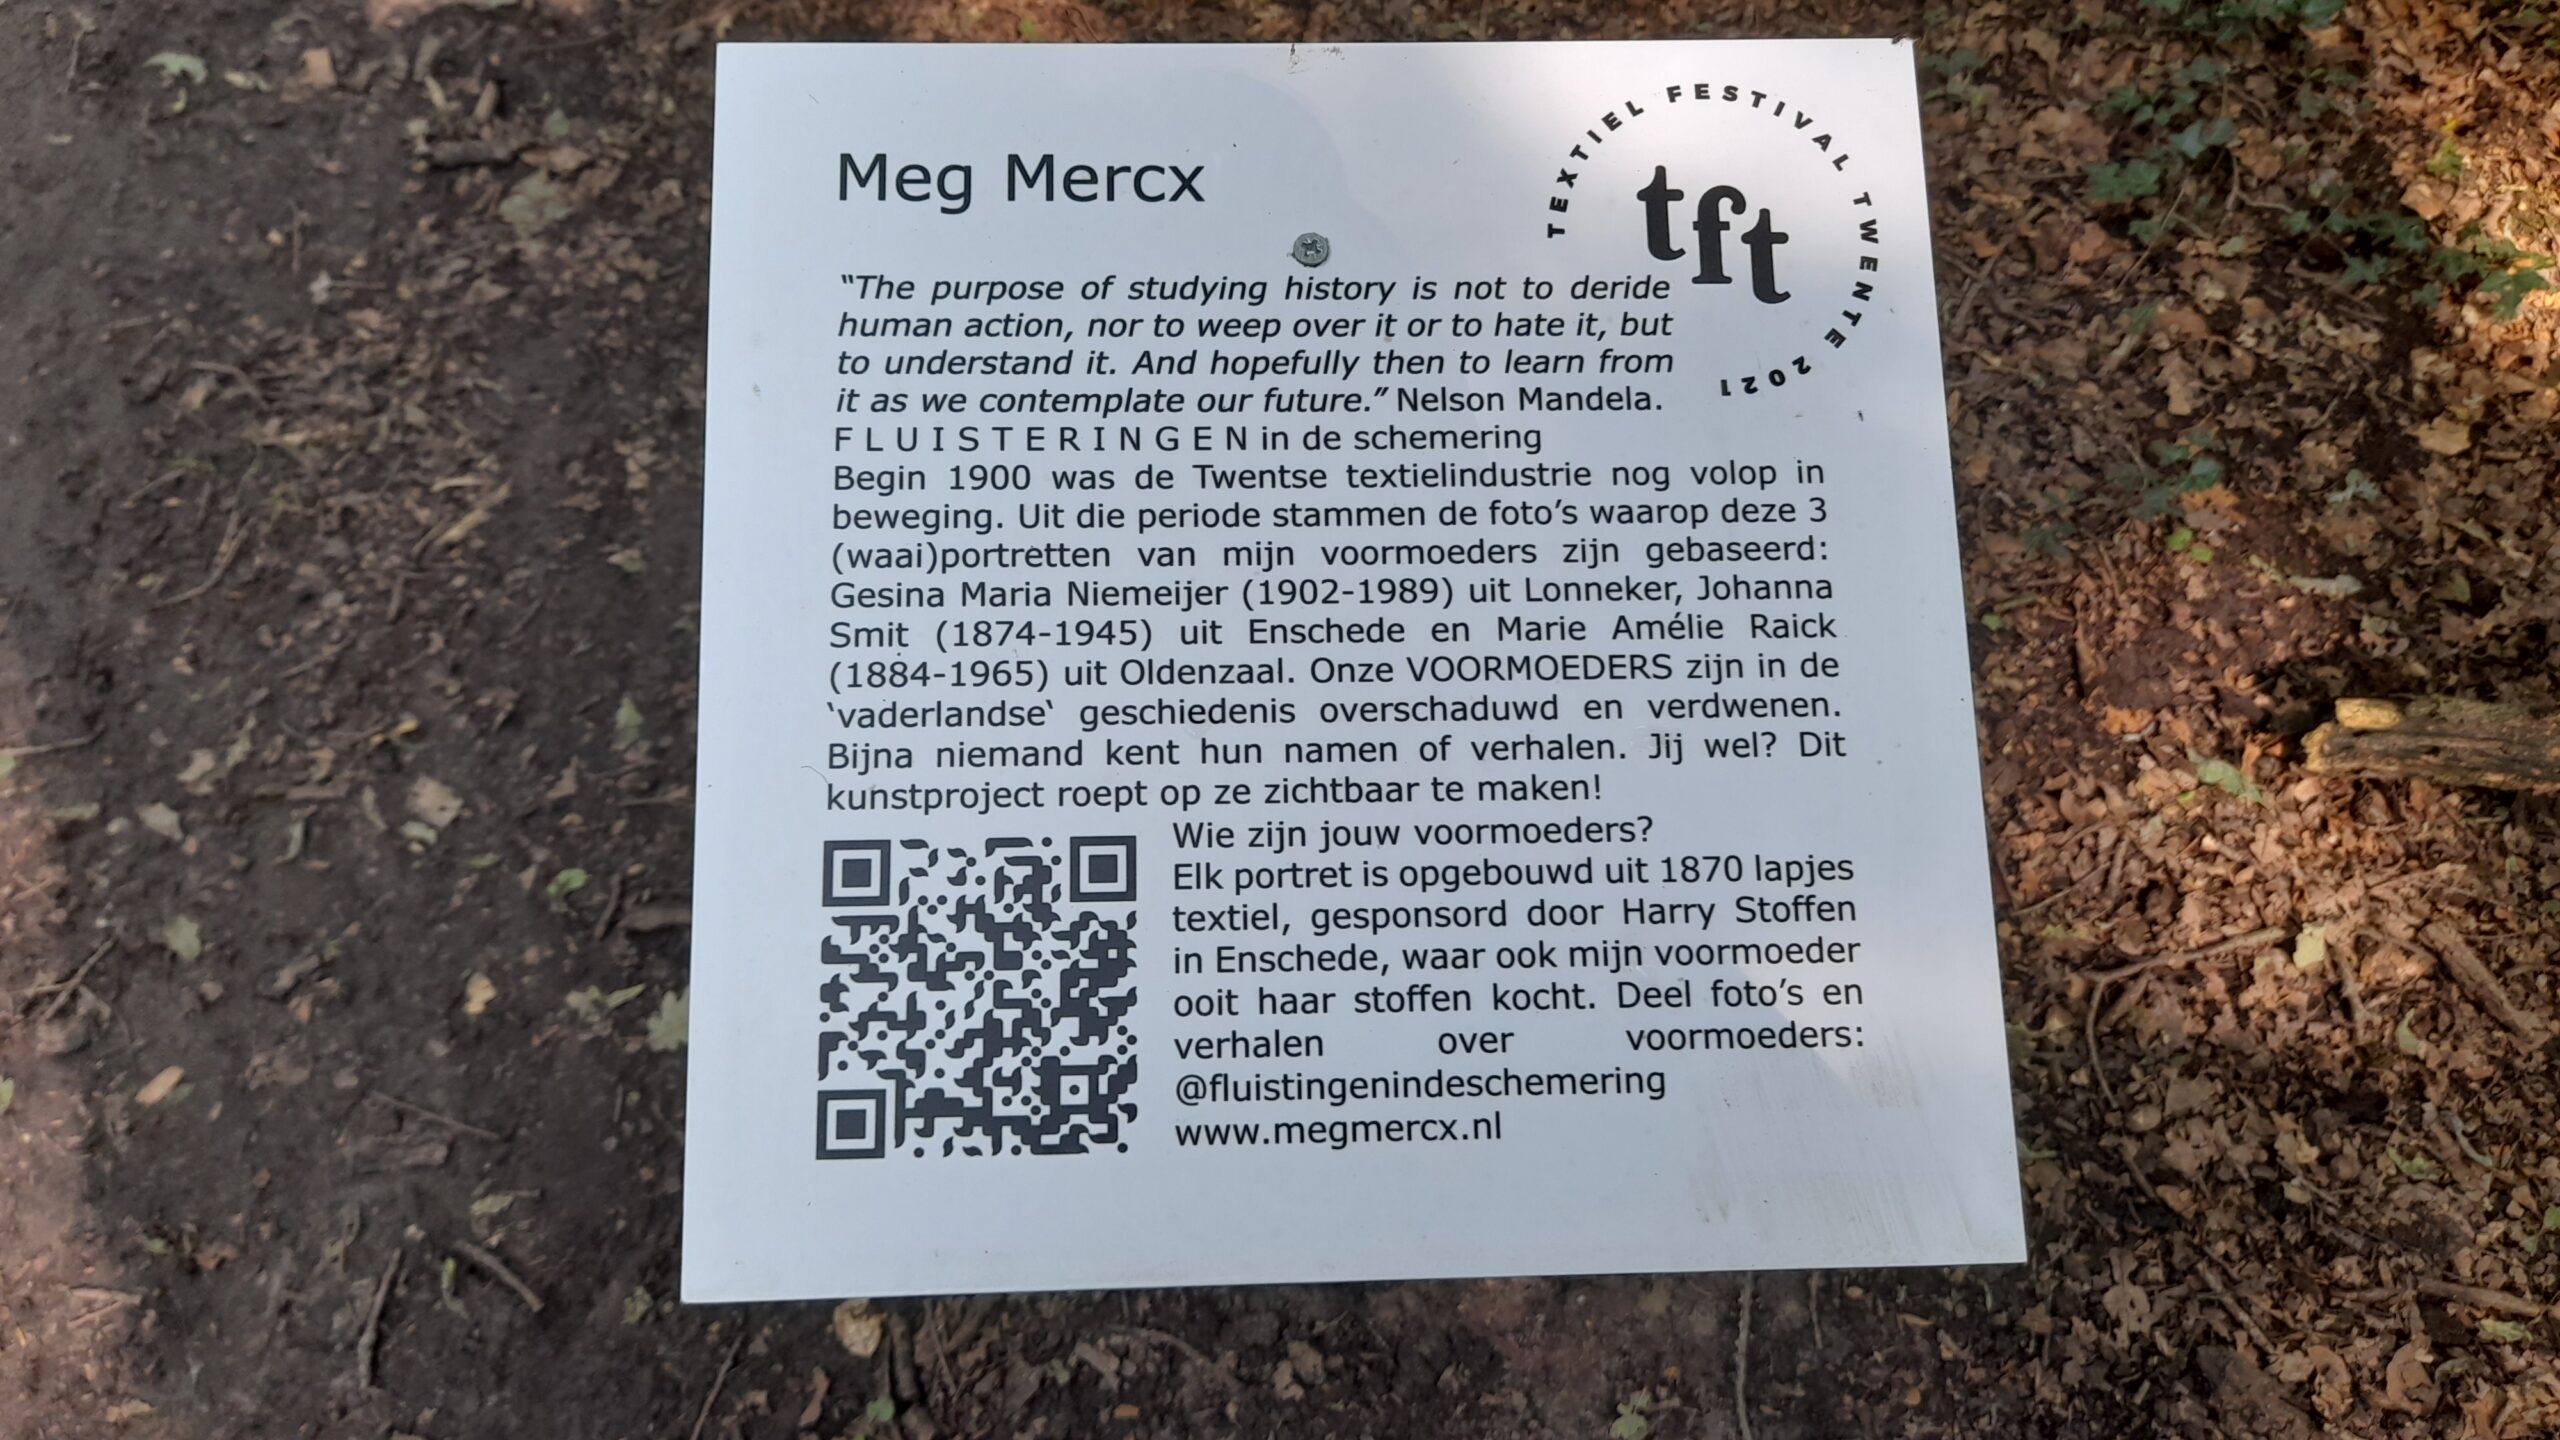 Meg Mercx
TEXTIEL FESTIVAL TWENTE 2021
tft
“The purpose of studying history is not to deride
human action, nor to weep over it or to hate it, but
to understand it. And hopefully then to learn from
it as we contemplate our future.” Nelson Mandela.
F L U I S T E R I N G E N in de schemering
Begin 1900 was de Twentse textielindustrie nog volop in
beweging. Uit die periode stammen de foto’s waarop deze 3
(waai)portretten van mijn voormoeders zijn gebaseerd:
Gesina Maria Niemeijer (1902-1989) uit Lonneker, Johanna
Smit (1874-1945) uit Enschede en Marie Amélie Raick
(1884-1965) uit Oldenzaal. Onze VOORMOEDERS zijn in de
‘vaderlandse‘ geschiedenis overschaduwd en verdwenen.
Bijna niemand kent hun namen of verhalen. Jij wel? Dit
kunstproject roept op ze zichtbaar te maken!
Wie zijn jouw voormoeders?
Elk portret is opgebouwd uit 1870 lapjes
textiel, gesponsord door Harry Stoffen
in Enschede, waar ook mijn voormoeder
ooit haar stoffen kocht. Deel foto’s en
verhalen over voormoeders:
@fluistingenindeschemering
www.megmercx.nl